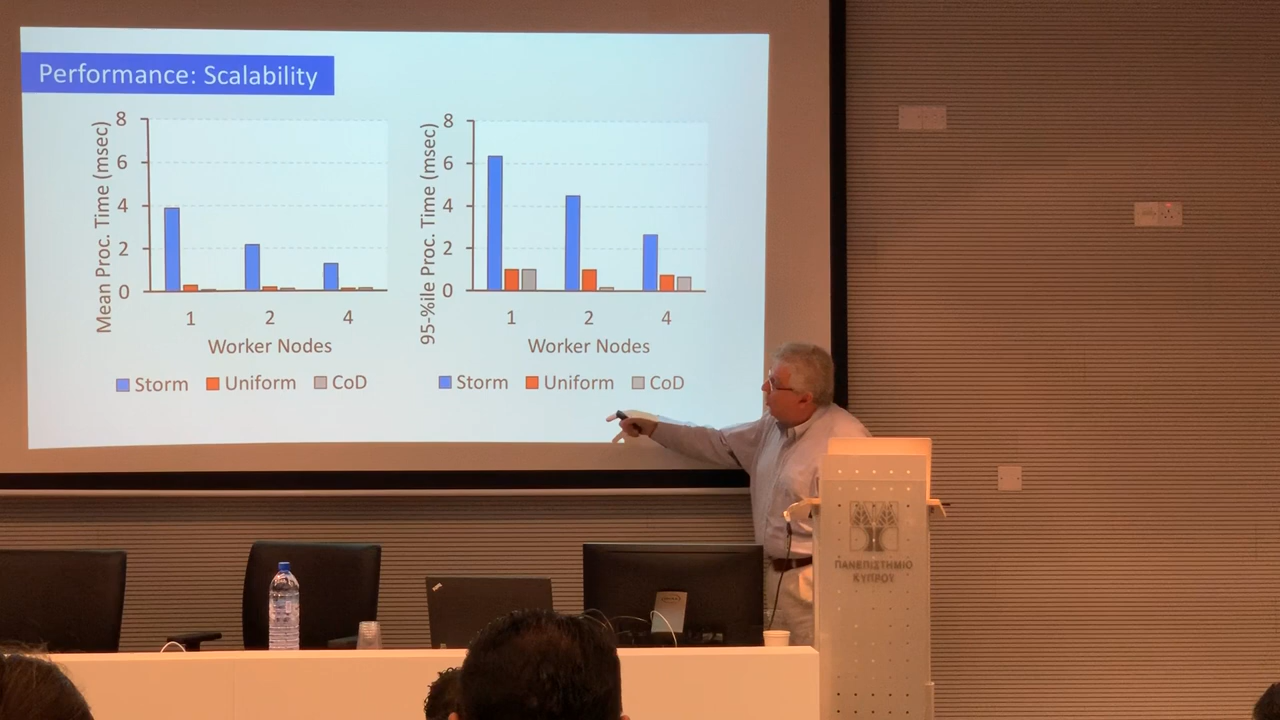 Performance: Scalability
Mean Proc. Time (msec)
8
6
4
2
0
1 2 4
Worker Nodes
Storm Uniform CoD
95-%ile Proc. Time (msec)
8
6
4
2
0
1 2 4
Worker Nodes
Storm Uniform CoD
ΠΑΝΕΠΙΣΤΗΜΙΟ
ΚΥΠΡΟΥ